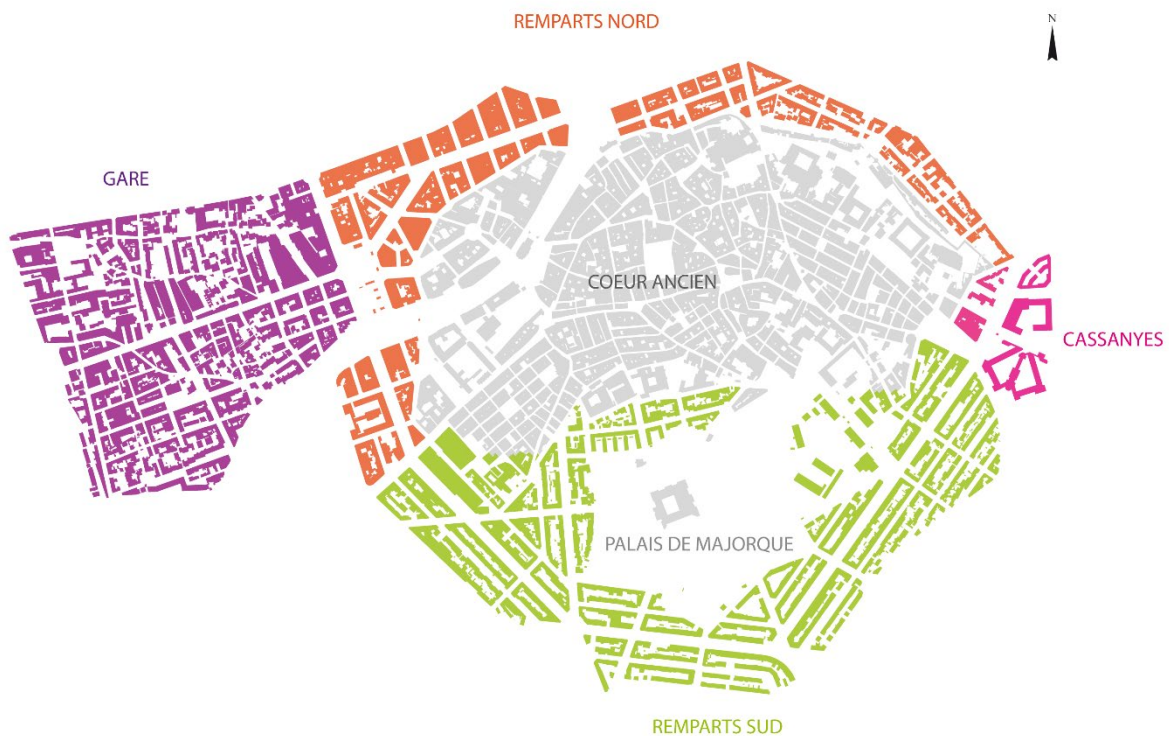 REMPARTS NORD
N
GARE
COEUR ANCIEN
CASSANYES
PALAIS DE MAJORQUE
REMPARTS SUD